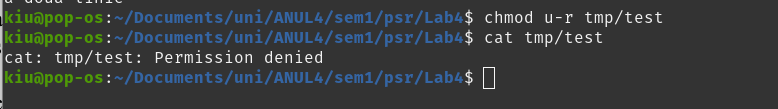 kiu@pop-os:~/Documents/uni/ANUL4/sem1/psr/Lab4$ chmod u-r tmp/test
kiu@pop-os:~/Documents/uni/ANUL4/sem1/psr/Lab4$ cat tmp/test
cat: tmp/test: Permission denied
kiu@pop-os:~/Documents/uni/ANUL4/sem1/psr/Lab4$